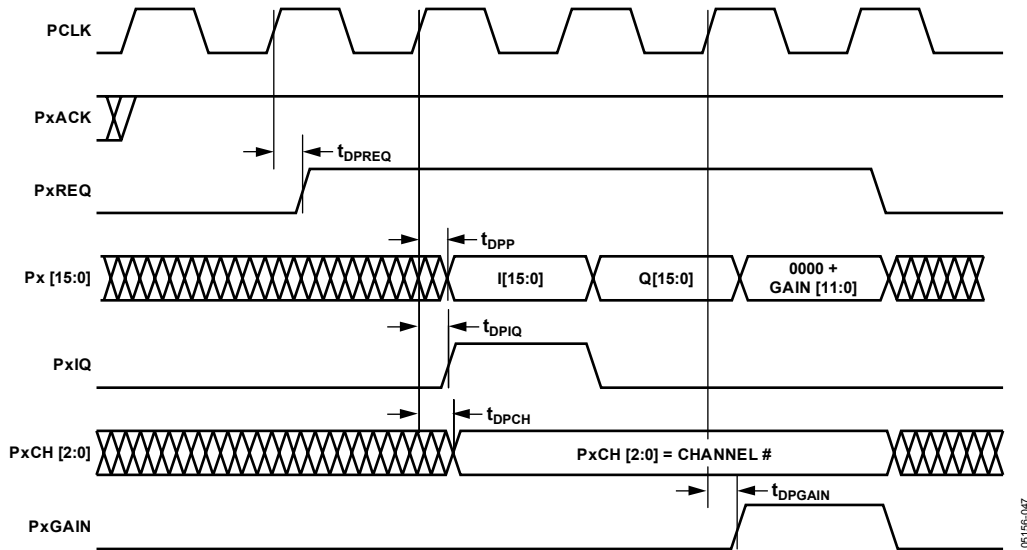 PCLK
PxACK
tDPREQ
PxREQ
tDPP
Px [15:0]
I[15:0]
Q[15:0]
0000 +
GAIN [11:0]
tDPIQ
PxIQ
tDPCH
PxCH [2:0]
PxCH [2:0] = CHANNEL #
tDPGAIN
PxGAIN
05156-047